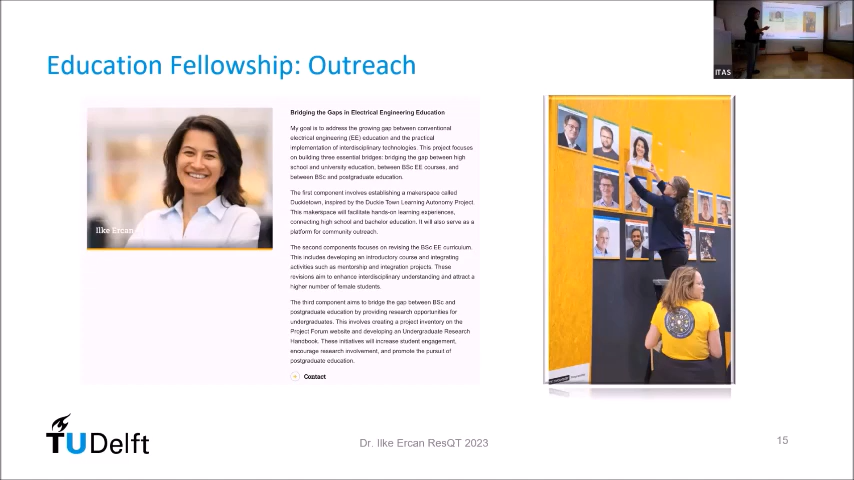 Education Fellowship: Outreach
ITAS
Bridging the Gaps in Electrical Engineering Education
My goal is to address the growing gap between conventional
electrical engineering (EE) education and the practical
implementation of interdisciplinary technologies. This project focuses
on building three essential bridges: bridging the gap between high
school and university education, between BSc EE courses, and
between BSc and postgraduate education.
The first component involves establishing a makerspace called
Duckietown, inspired by the Duckie Town Learning Autonomy Project.
This makerspace will facilitate hands-on learning experiences,
connecting high school and bachelor education. It will also serve as a
platform for community outreach.
The second components focuses on revising the BSc EE curriculum.
This includes developing an introductory course and integrating
activities such as mentorship and integration projects. These
revisions aim to enhance interdisciplinary understanding and attract a
higher number of female students.
The third component aims to bridge the gap between BSc and
postgraduate education by providing research opportunities for
undergraduates. This involves creating a project inventory on the
Project Forum website and developing an Undergraduate Research
Handbook. These initiatives will increase student engagement,
encourage research involvement, and promote the pursuit of
postgraduate education.
Contact
Ilke Ercan
TU Delft
Dr. Ilke Ercan ResQT 2023
15